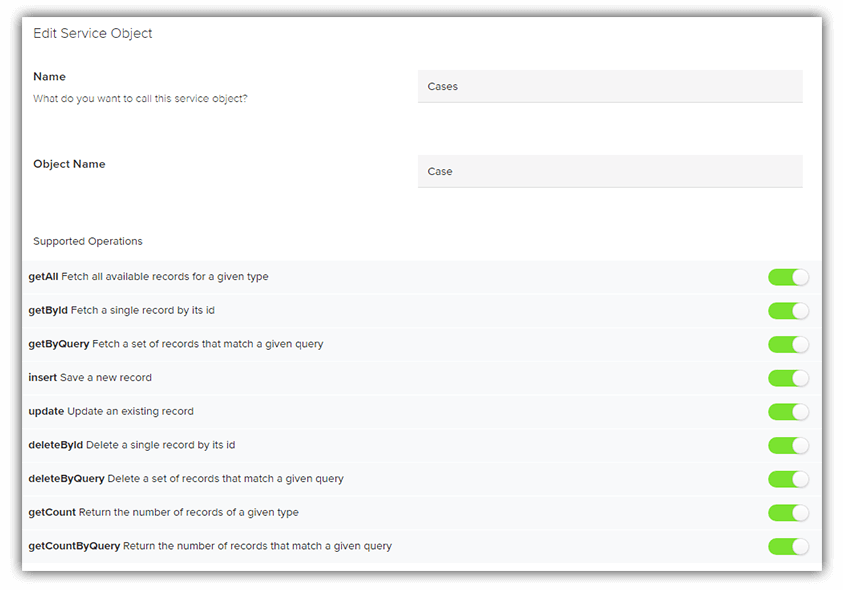 Edit Service Object
Name
What do you want to call this service object?
Cases
Object Name
Case
Supported Operations
getAll Fetch all available records for a given type
getById Fetch a single record by its id
getByQuery Fetch a set of records that match a given query
insert Save a new record
update Update an existing record
deleteById Delete a single record by its id
deleteByQuery Delete a set of records that match a given query
getCount Return the number of records of a given type
getCountByQuery Return the number of records that match a given query